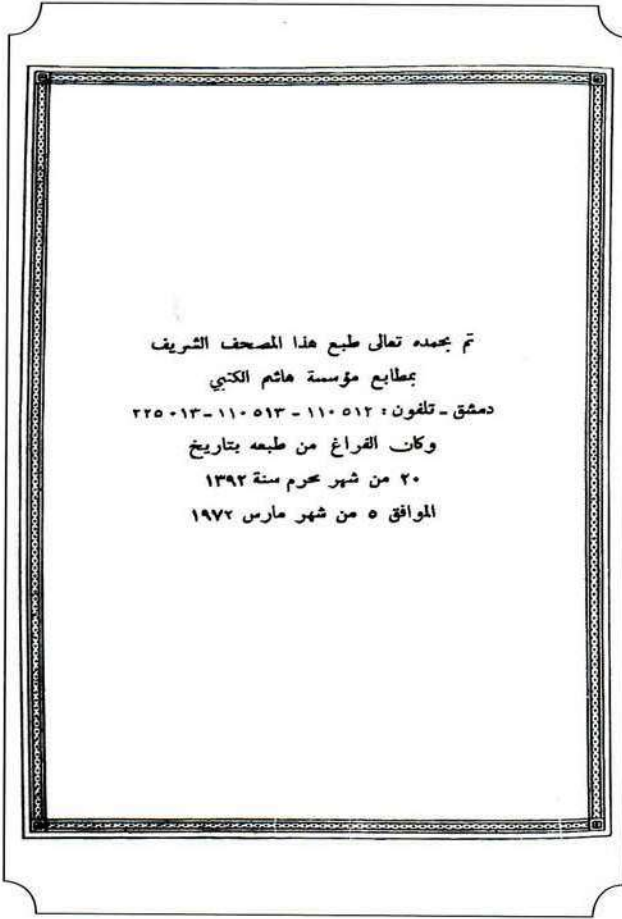 تم بحمده تعالى طبع هذا المصحف الشريف
بمطابع مؤسسة هاشم الكتبي
دمشق - تلفون: ١١٠٥١٢ - ١١٠٥١٣ - ٢٢٥٠١٣
وكان الفراغ من طبعه بتاريخ
٢٠ من شهر محرم سنة ١٣٩٢
الموافق ٥ من شهر مارس ١٩٧٢